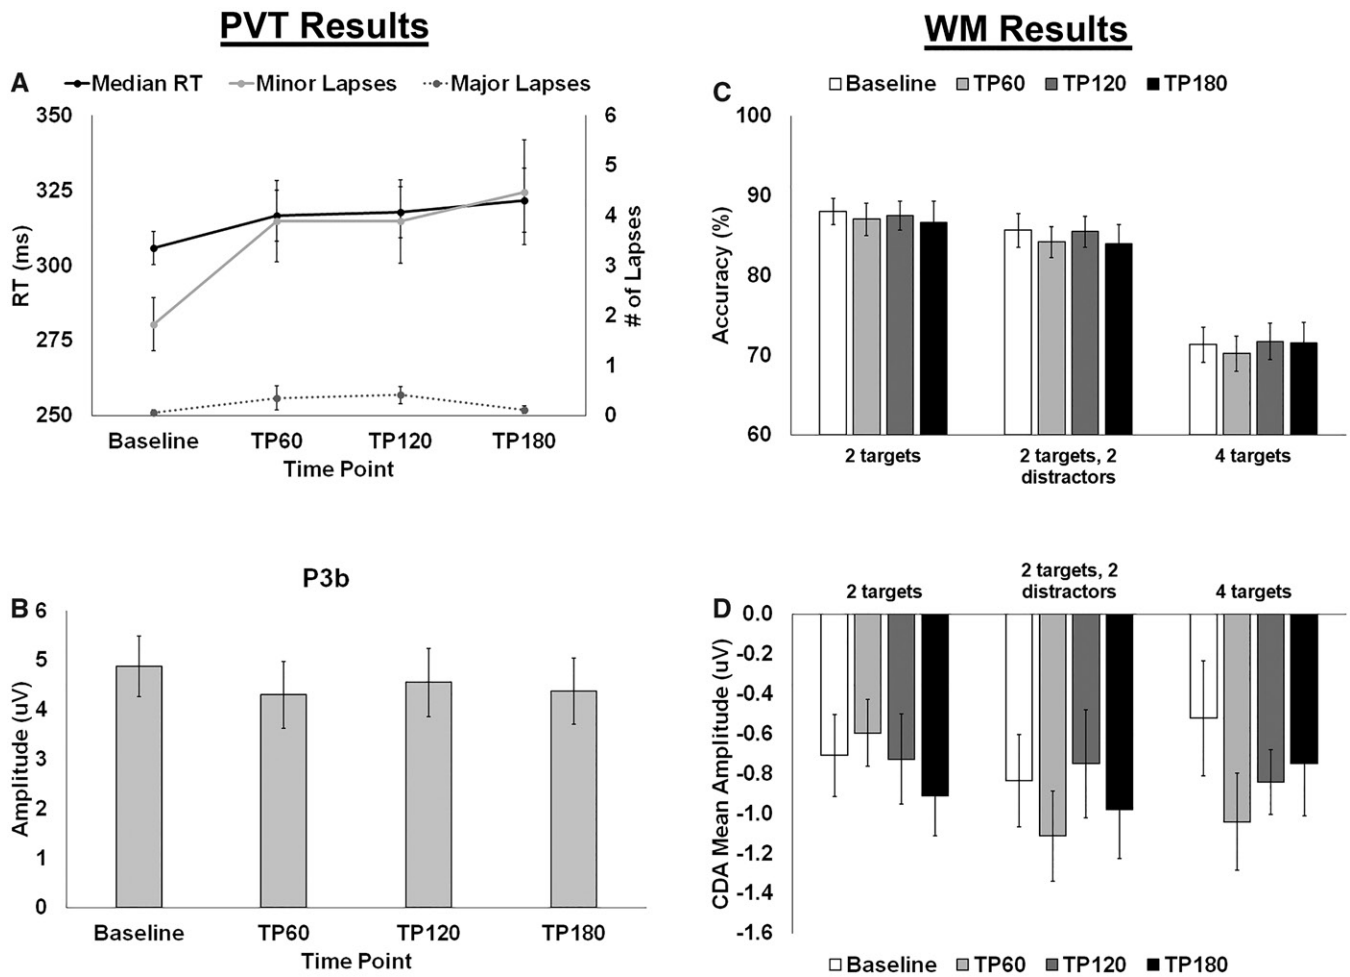 PVT Results
WM Results
A
Median RT Minor Lapses Major Lapses
350
325
300
275
250
RT (ms)
6
5
4
3
2
1
0
# of Lapses
Baseline TP60 TP120 TP180
Time Point
C
Baseline TP60 TP120 TP180
100
90
80
70
60
Accuracy (%)
2 targets
2 targets, 2
distractors
4 targets
P3b
B
6
5
4
3
2
1
0
Amplitude (uV)
Baseline TP60 TP120 TP180
Time Point
D
2 targets
2 targets, 2
distractors
4 targets
0.0
-0.2
-0.4
-0.6
-0.8
-1.0
-1.2
-1.4
-1.6
CDA Mean Amplitude (uV)
Baseline TP60 TP120 TP180